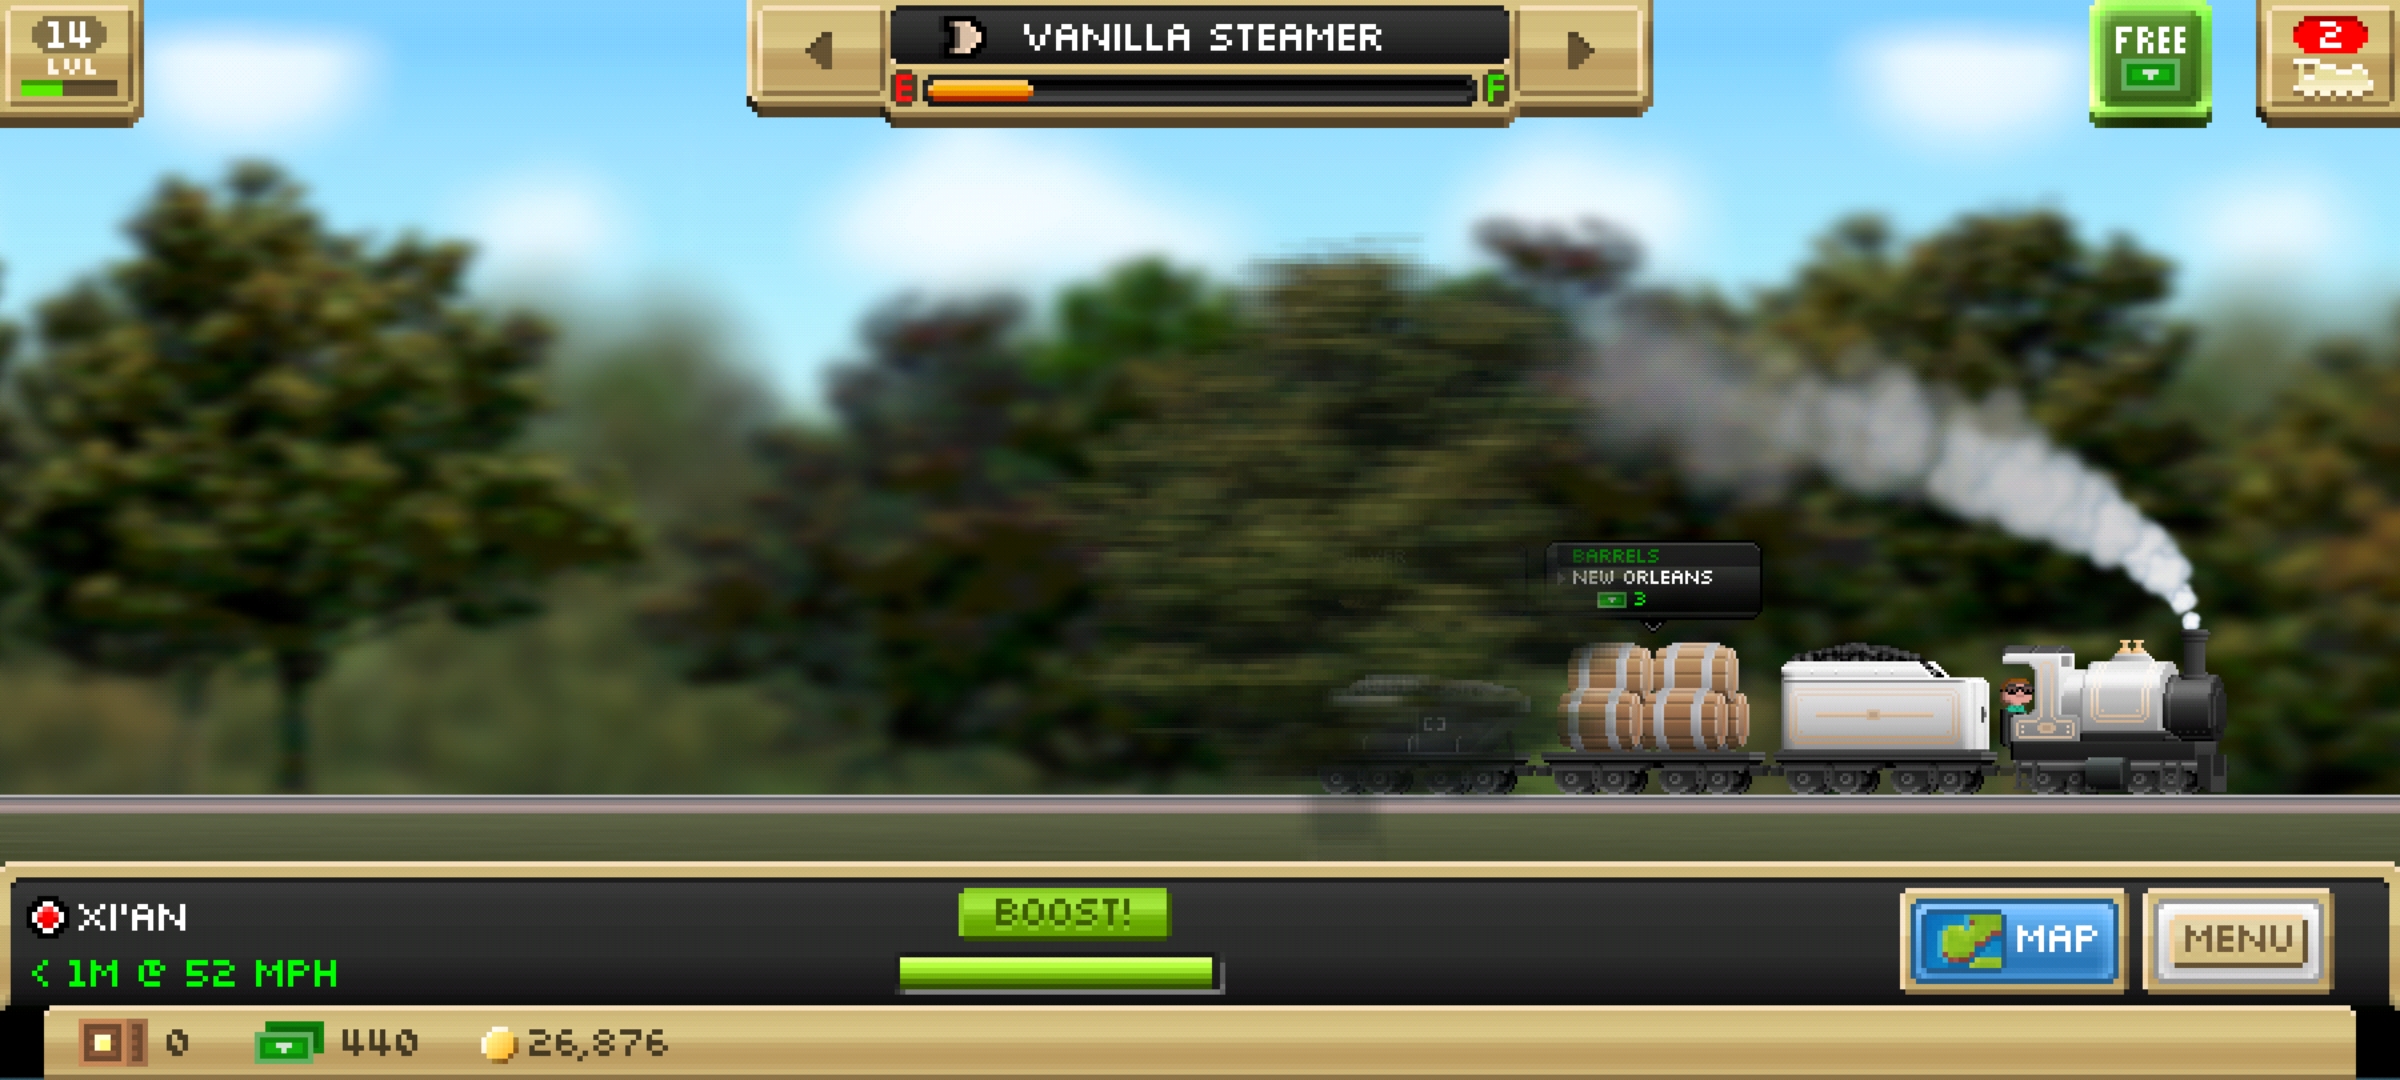 14
LVL
VANILLA STEAMER
E F
FREE
2
BARRELS
NEW ORLEANS
3
XI'AN
< 1M @ 52 MPH
BOOST!
MAP
MENU
0
440
26,876